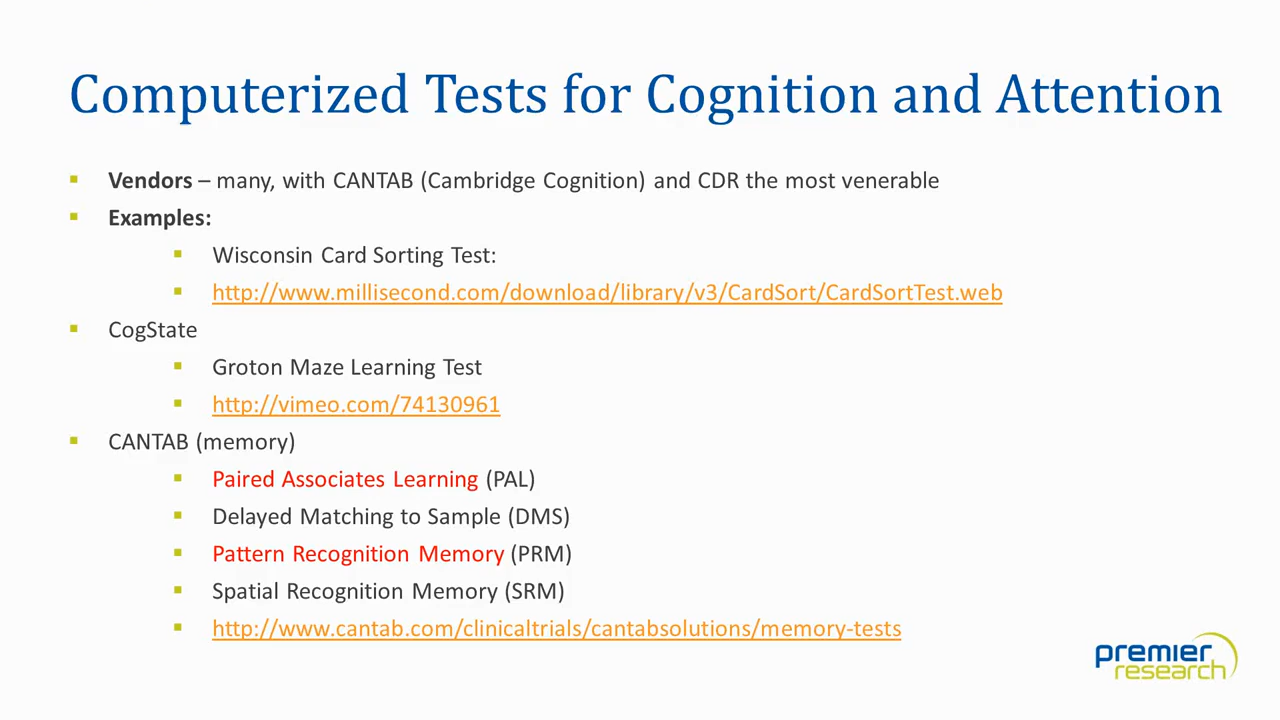 Computerized Tests for Cognition and Attention
Vendors – many, with CANTAB (Cambridge Cognition) and CDR the most venerable
Examples:
Wisconsin Card Sorting Test:
http://www.millisecond.com/download/library/v3/CardSort/CardSortTest.web
CogState
Groton Maze Learning Test
http://vimeo.com/74130961
CANTAB (memory)
Paired Associates Learning (PAL)
Delayed Matching to Sample (DMS)
Pattern Recognition Memory (PRM)
Spatial Recognition Memory (SRM)
http://www.cantab.com/clinicaltrials/cantabsolutions/memory-tests
premier
research